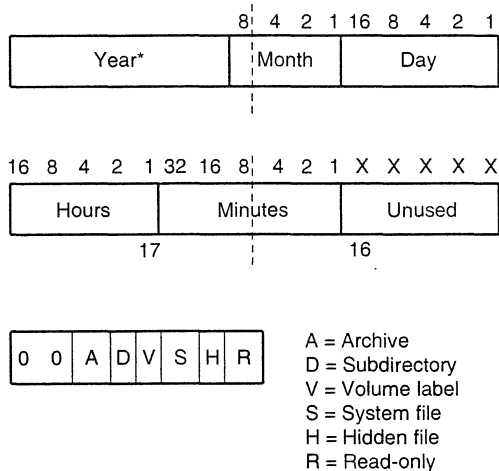 8 4 2 1 16 8 4 2 1
Year* Month Day
16 8 4 2 1 32 16 8 4 2 1 X X X X X
Hours Minutes Unused
17 16
0 0 A D V S H R
A = Archive
D = Subdirectory
V = Volume label
S = System file
H = Hidden file
R = Read-only